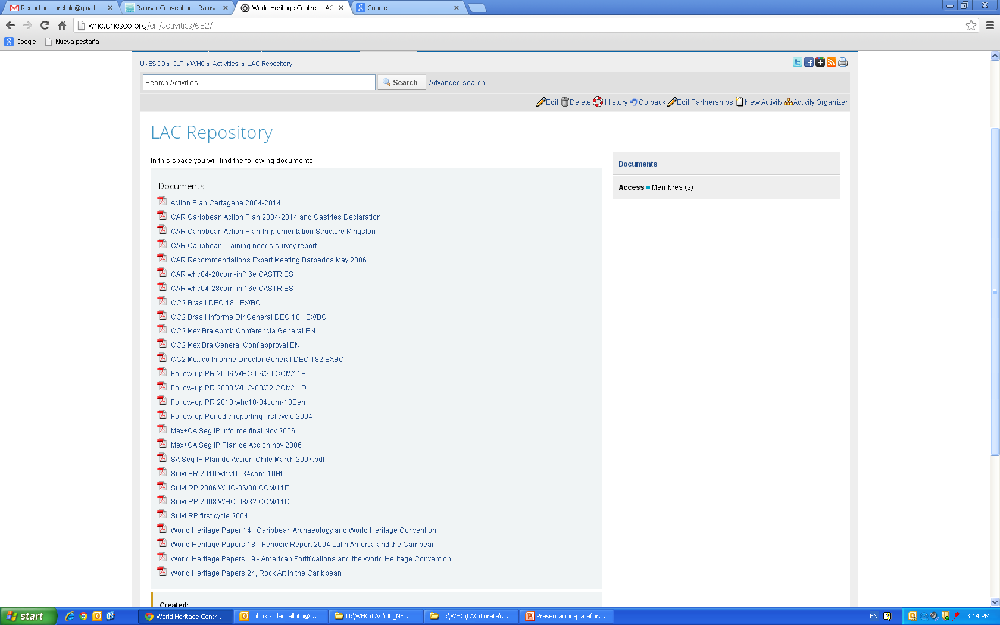 Redactar - loretalq@gmail.cc
Ramsar Convention - Ramsa
World Heritage Centre - LAC
Google
whc.unesco.org/en/activities/652/
Google
Nueva pestaña
UNESCO » CLT » WHC » Activities » LAC Repository
Search Activities
Search
Advanced search
Edit Delete History Go back Edit Partnerships New Activity Activity Organizer
LAC Repository
In this space you will find the following documents:
Documents
Action Plan Cartagena 2004-2014
CAR Caribbean Action Plan 2004-2014 and Castries Declaration
CAR Caribbean Action Plan-Implementation Structure Kingston
CAR Caribbean Training needs survey report
CAR Recommendations Expert Meeting Barbados May 2006
CAR whc04-28com-inf16e CASTRIES
CAR whc04-28com-inf16e CASTRIES
CC2 Brasil DEC 181 EX/BO
CC2 Brasil Informe DIr General DEC 181 EX/BO
CC2 Mex Bra Aprob Conferencia General EN
CC2 Mex Bra General Conf approval EN
CC2 Mexico Informe Director General DEC 182 EXBO
Follow-up PR 2006 WHC-06/30.COM/11E
Follow-up PR 2008 WHC-08/32.COM/11D
Follow-up PR 2010 whc10-34com-10Ben
Follow-up Periodic reporting first cycle 2004
Mex+CA Seg IP Informe final Nov 2006
Mex+CA Seg IP Plan de Accion nov 2006
SA Seg IP Plan de Accion-Chile March 2007.pdf
Suivi PR 2010 whc10-34com-10Bf
Suivi RP 2006 WHC-06/30.COM/11E
Suivi RP 2008 WHC-08/32.COM/11D
Suivi RP first cycle 2004
World Heritage Paper 14 ; Caribbean Archaeology and World Heritage Convention
World Heritage Papers 18 - Periodic Report 2004 Latin Amerca and the Carribean
World Heritage Papers 19 - American Fortifications and the World Heritage Convention
World Heritage Papers 24, Rock Art in the Caribbean
Created:
Documents
Access Membres (2)
start
World Heritage Centr...
Inbox - l.lancellotti@...
U:\WHC\LAC\00_NE...
U:\WHC\LAC\Loreta\...
Presentacion-platafor...
EN
3:14 PM